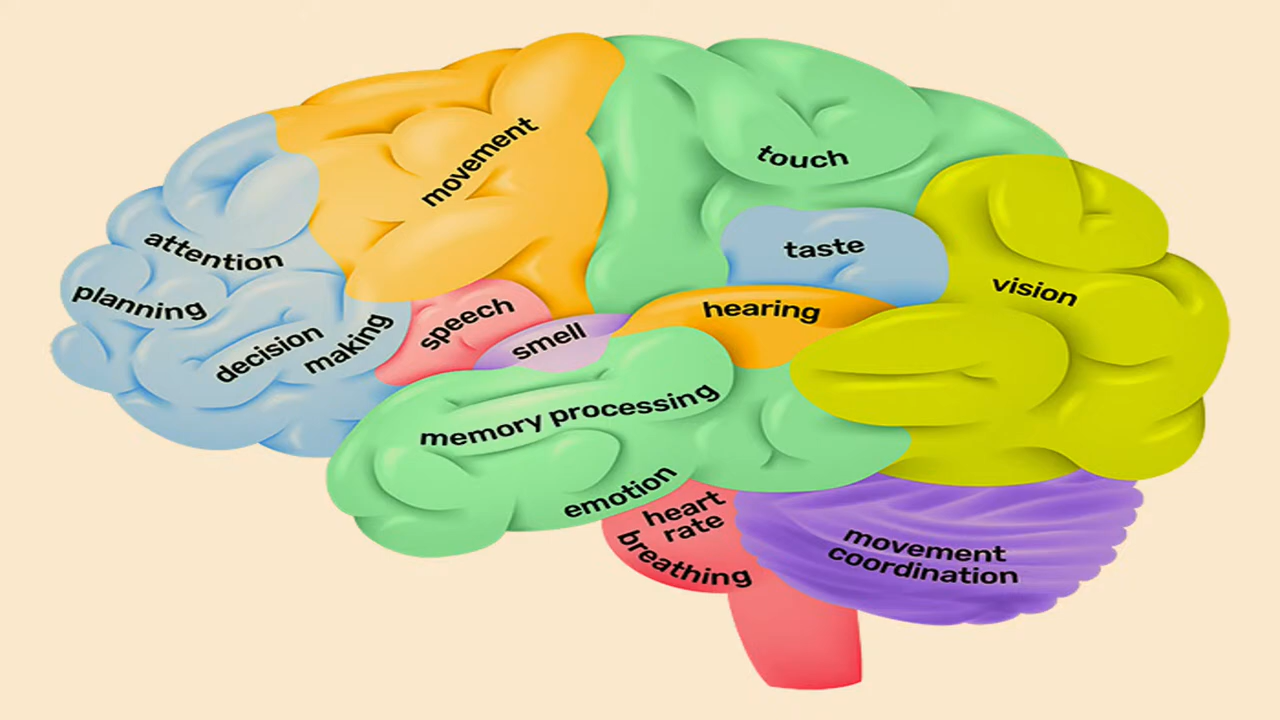 movement
touch
attention
taste
planning
vision
speech
hearing
decision
making
smell
memory processing
emotion
heart
rate
breathing
movement
coordination